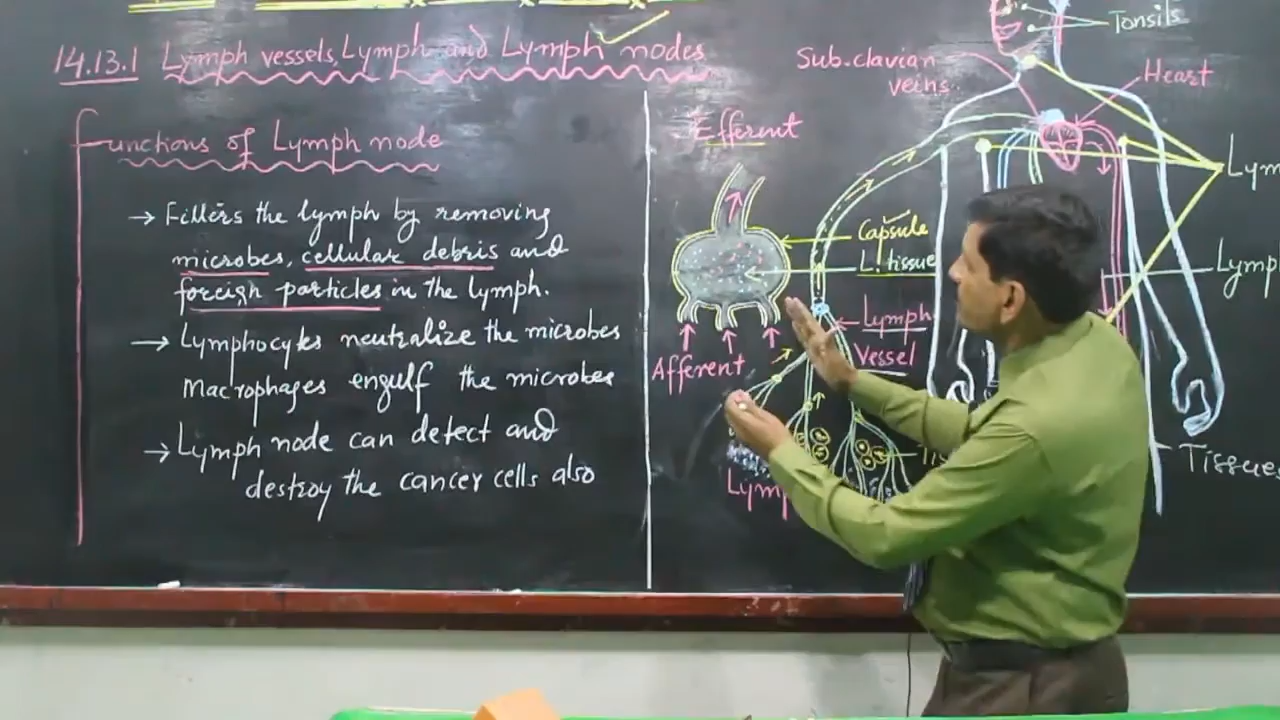 14.13.1 Lymph vessels, Lymph and Lymph nodes
Functions of Lymph node
→ Filters the lymph by removing
microbes, cellular debris and
foreign particles in the lymph.
→ Lymphocytes neutralize the microbes
Macrophages engulf the microbes
→ Lymph node can detect and
destroy the cancer cells also
Efferent
Capsule
L. tissue
Lymph
Vessel
Afferent
Tonsils
Sub.clavian
veins
Heart
Lym
Lymp
Tissues
Lymp